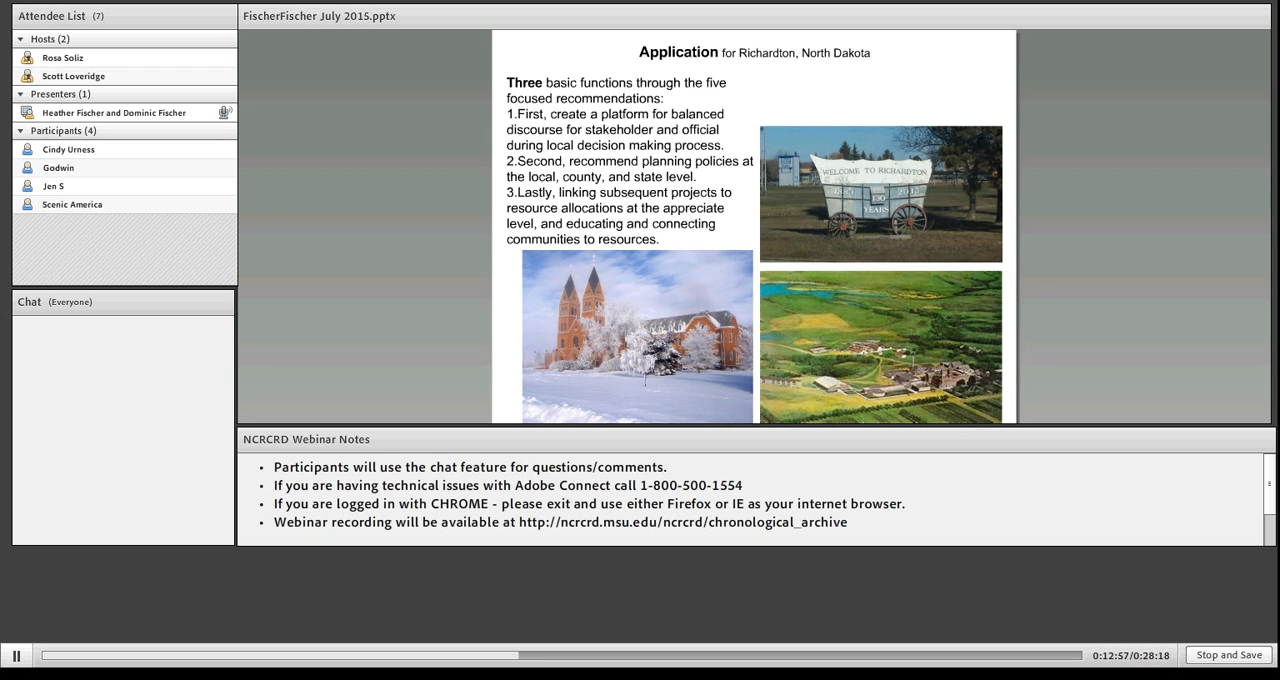 Attendee List (7)
Hosts (2)
Rosa Soliz
Scott Loveridge
Presenters (1)
Heather Fischer and Dominic Fischer
Participants (4)
Cindy Urness
Godwin
Jen S
Scenic America
Chat (Everyone)
FischerFischer July 2015.pptx
Application for Richardton, North Dakota
Three basic functions through the five
focused recommendations:
1.First, create a platform for balanced
discourse for stakeholder and official
during local decision making process.
2.Second, recommend planning policies at
the local, county, and state level.
3.Lastly, linking subsequent projects to
resource allocations at the appreciate
level, and educating and connecting
communities to resources.
WELCOME TO RICHARDTON
130
YEARS
NCRCRD Webinar Notes
• Participants will use the chat feature for questions/comments.
• If you are having technical issues with Adobe Connect call 1-800-500-1554
• If you are logged in with CHROME - please exit and use either Firefox or IE as your internet browser.
• Webinar recording will be available at http://ncrcrd.msu.edu/ncrcrd/chronological_archive
0:12:57/0:28:18
Stop and Save